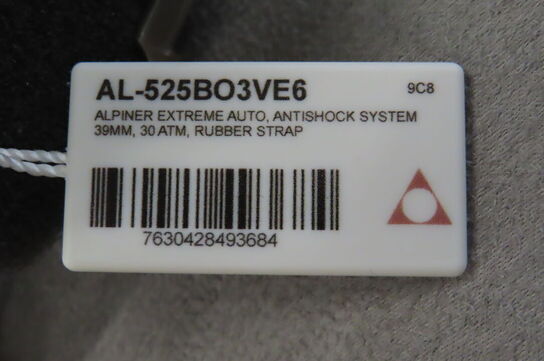 AL-525BO3VE6 9C8
ALPINER EXTREME AUTO, ANTISHOCK SYSTEM
39MM, 30 ATM, RUBBER STRAP
7630428493684